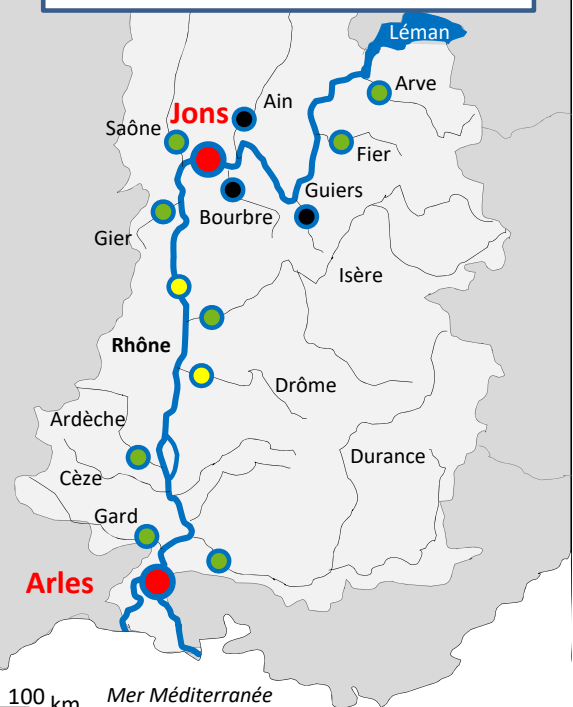 Léman
Arve
Ain
Jons
Saône
Fier
Guiers
Bourbre
Gier
Isère
Rhône
Drôme
Ardèche
Durance
Cèze
Gard
Arles
100 km
Mer Méditerranée